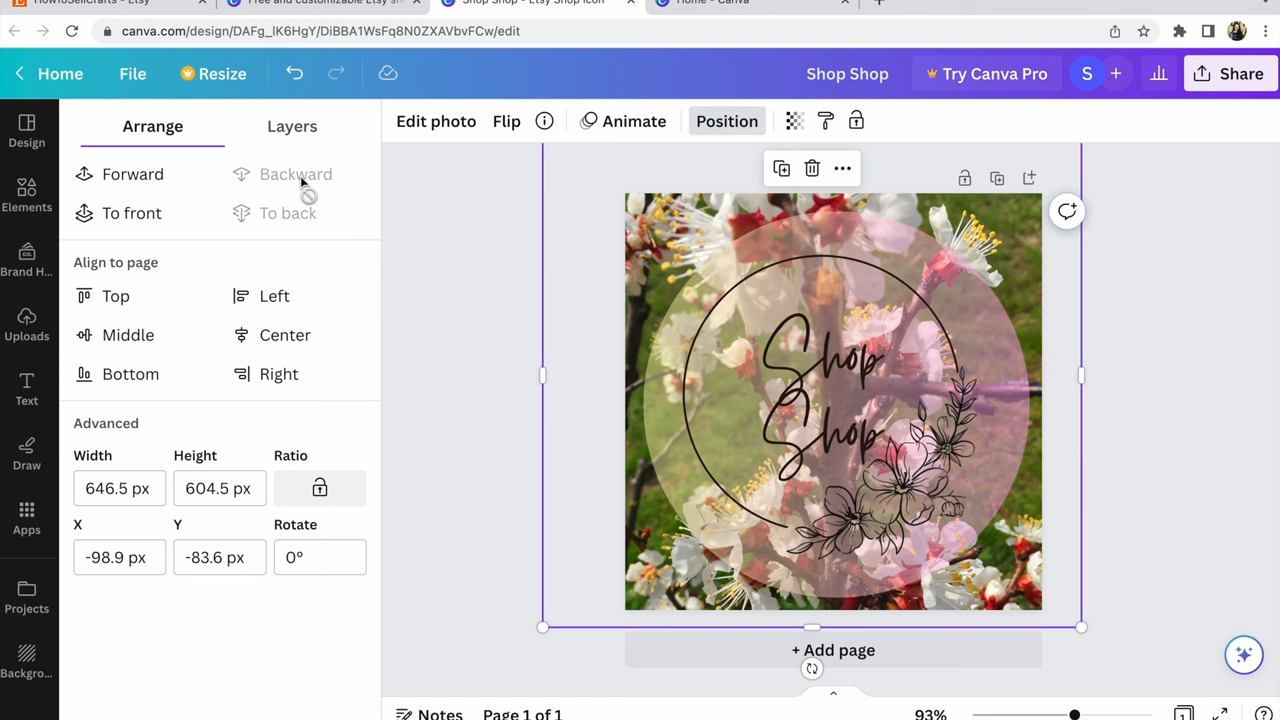 HowToSellCrafts - Etsy
Free and customizable Etsy sh
Shop Shop - Etsy Shop Icon
Home - Canva
canva.com/design/DAFg_lK6HgY/DiBBA1WsFq8N0ZXAVbvFCw/edit
Home File Resize Shop Shop Try Canva Pro S Share
Arrange Layers
Edit photo Flip Animate Position
Design
Elements
Brand H...
Uploads
Text
Draw
Apps
Projects
Backgro...
Forward Backward
To front To back
Align to page
Top Left
Middle Center
Bottom Right
Advanced
Width Height Ratio
646.5 px 604.5 px
X Y Rotate
-98.9 px -83.6 px 0°
Shop
Shop
+ Add page
Notes Page 1 of 1 93% 1